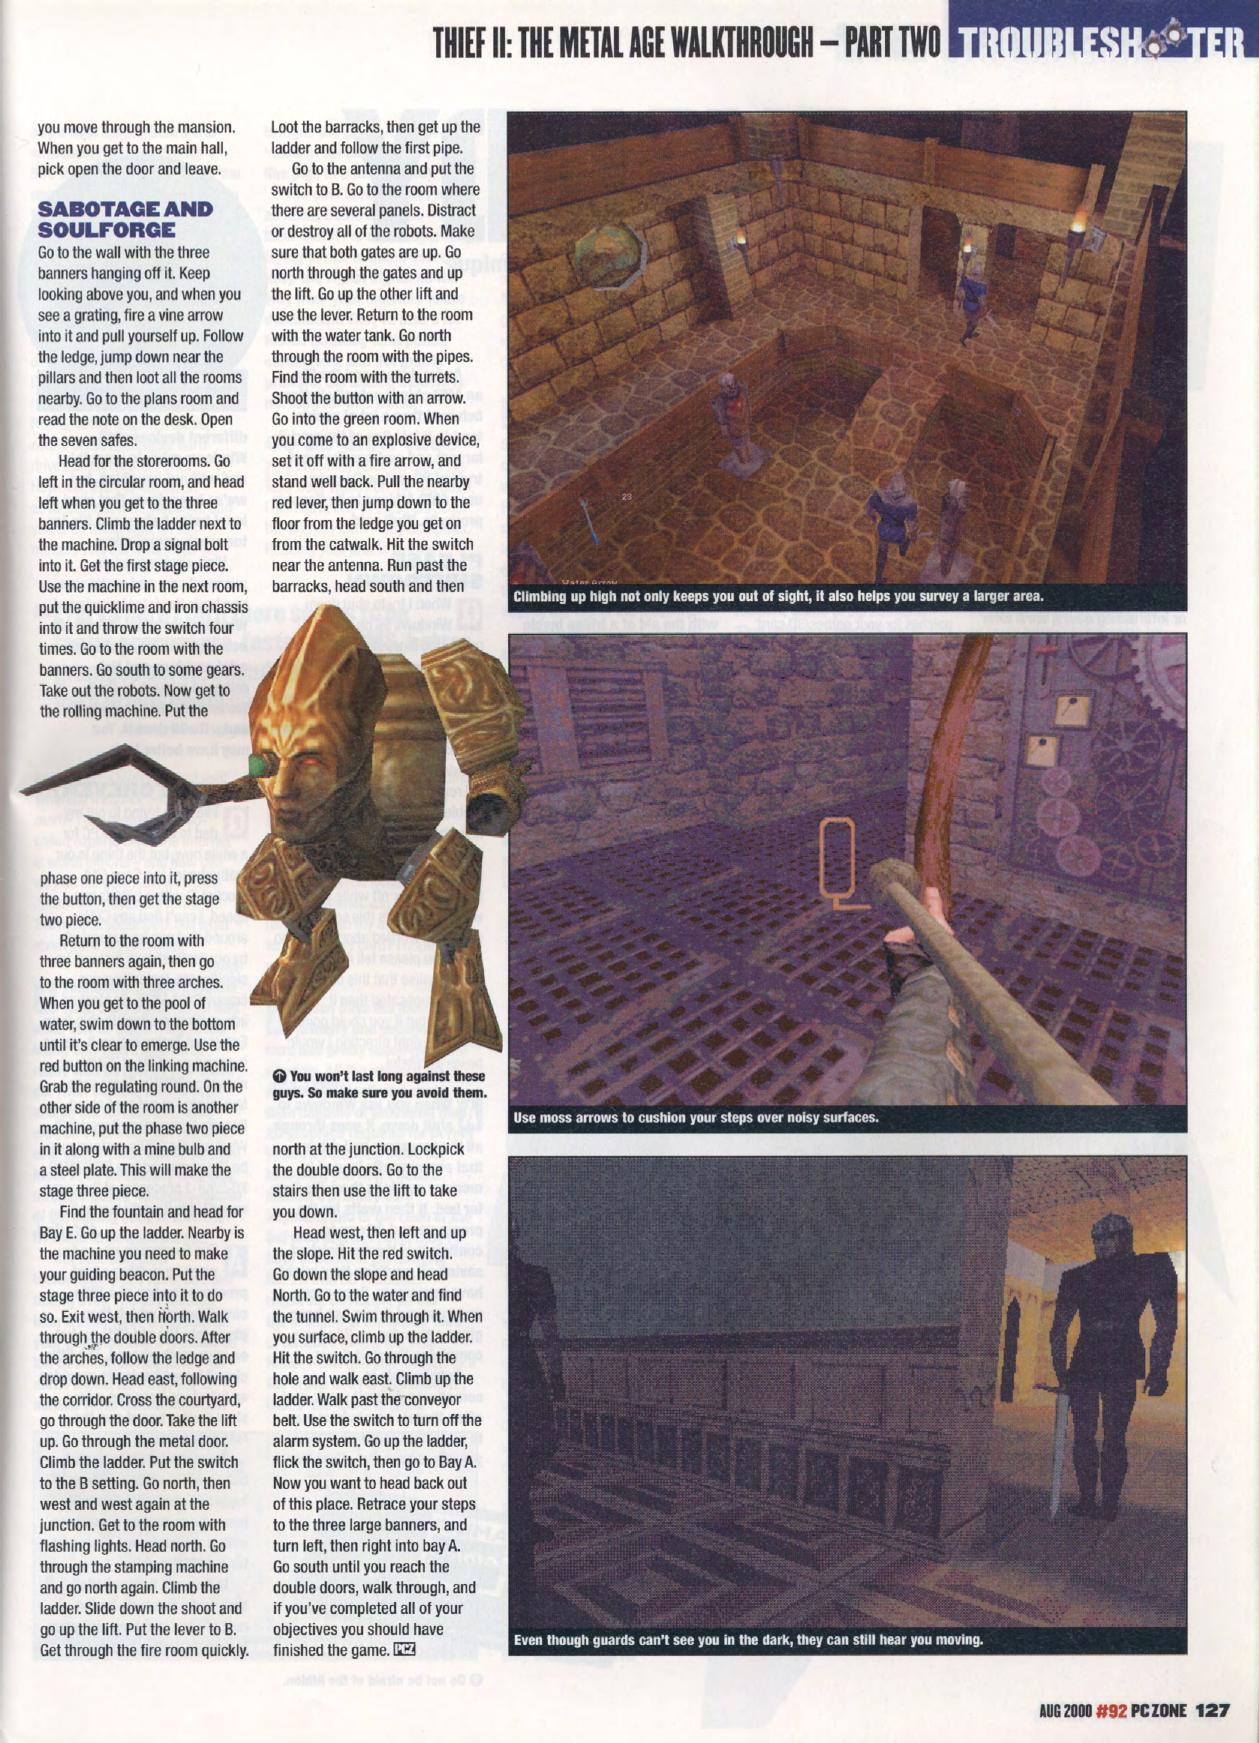 THIEF II: THE METAL AGE WALKTHROUGH – PART TWO TROUBLESHOOTER
you move through the mansion.
When you get to the main hall,
pick open the door and leave.
SABOTAGE AND
SOULFORGE
Go to the wall with the three
banners hanging off it. Keep
looking above you, and when you
see a grating, fire a vine arrow
into it and pull yourself up. Follow
the ledge, jump down near the
pillars and then loot all the rooms
nearby. Go to the plans room and
read the note on the desk. Open
the seven safes.
Head for the storerooms. Go
left in the circular room, and head
left when you get to the three
banners. Climb the ladder next to
the machine. Drop a signal bolt
into it. Get the first stage piece.
Use the machine in the next room,
put the quicklime and iron chassis
into it and throw the switch four
times. Go to the room with the
banners. Go south to some gears.
Take out the robots. Now get to
the rolling machine. Put the
phase one piece into it, press
the button, then get the stage
two piece.
Return to the room with
three banners again, then go
to the room with three arches.
When you get to the pool of
water, swim down to the bottom
until it's clear to emerge. Use the
red button on the linking machine.
Grab the regulating round. On the
other side of the room is another
machine, put the phase two piece
in it along with a mine bulb and
a steel plate. This will make the
stage three piece.
Find the fountain and head for
Bay E. Go up the ladder. Nearby is
the machine you need to make
your guiding beacon. Put the
stage three piece into it to do
so. Exit west, then north. Walk
through the double doors. After
the arches, follow the ledge and
drop down. Head east, following
the corridor. Cross the courtyard,
go through the door. Take the lift
up. Go through the metal door.
Climb the ladder. Put the switch
to the B setting. Go north, then
west and west again at the
junction. Get to the room with
flashing lights. Head north. Go
through the stamping machine
and go north again. Climb the
ladder. Slide down the shoot and
go up the lift. Put the lever to B.
Get through the fire room quickly.
Loot the barracks, then get up the
ladder and follow the first pipe.
Go to the antenna and put the
switch to B. Go to the room where
there are several panels. Distract
or destroy all of the robots. Make
sure that both gates are up. Go
north through the gates and up
the lift. Go up the other lift and
use the lever. Return to the room
with the water tank. Go north
through the room with the pipes.
Find the room with the turrets.
Shoot the button with an arrow.
Go into the green room. When
you come to an explosive device,
set it off with a fire arrow, and
stand well back. Pull the nearby
red lever, then jump down to the
floor from the ledge you get on
from the catwalk. Hit the switch
near the antenna. Run past the
barracks, head south and then
You won't last long against these
guys. So make sure you avoid them.
north at the junction. Lockpick
the double doors. Go to the
stairs then use the lift to take
you down.
Head west, then left and up
the slope. Hit the red switch.
Go down the slope and head
North. Go to the water and find
the tunnel. Swim through it. When
you surface, climb up the ladder.
Hit the switch. Go through the
hole and walk east. Climb up the
ladder. Walk past the conveyor
belt. Use the switch to turn off the
alarm system. Go up the ladder,
flick the switch, then go to Bay A.
Now you want to head back out
of this place. Retrace your steps
to the three large banners, and
turn left, then right into bay A.
Go south until you reach the
double doors, walk through, and
if you've completed all of your
objectives you should have
finished the game. PCZ
23
Water Arrow
Climbing up high not only keeps you out of sight, it also helps you survey a larger area.
Use moss arrows to cushion your steps over noisy surfaces.
Even though guards can't see you in the dark, they can still hear you moving.
AUG 2000 #92 PC ZONE 127